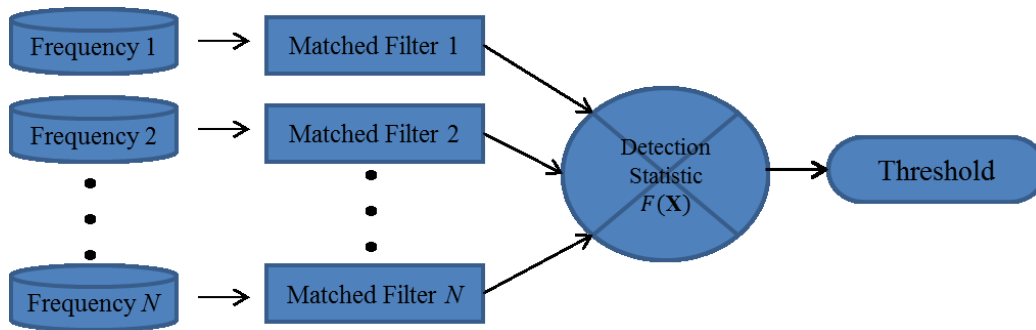 Frequency 1
Matched Filter 1
Frequency 2
Matched Filter 2
Detection
Statistic
F(X)
Threshold
Frequency N
Matched Filter N